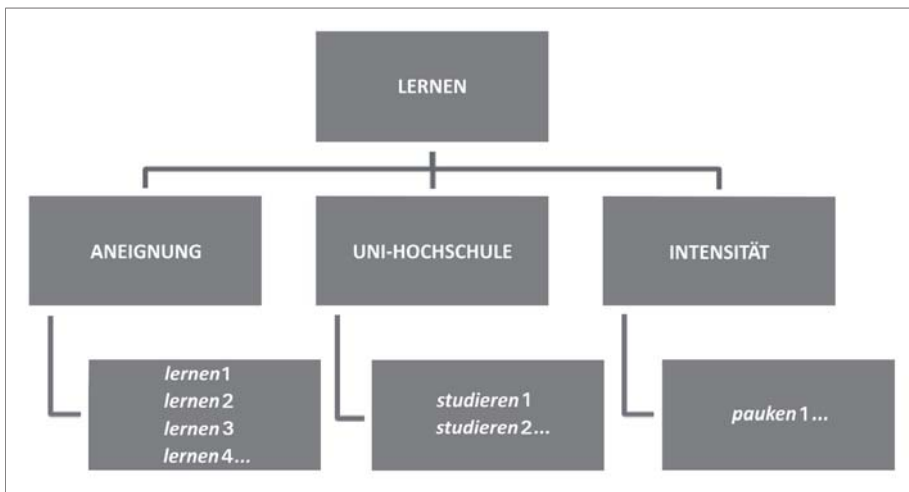 LERNEN
ANEIGNUNG
UNI-HOCHSCHULE
INTENSITÄT
lernen1
lernen2
lernen3
lernen4...
studieren1
studieren2...
pauken1...